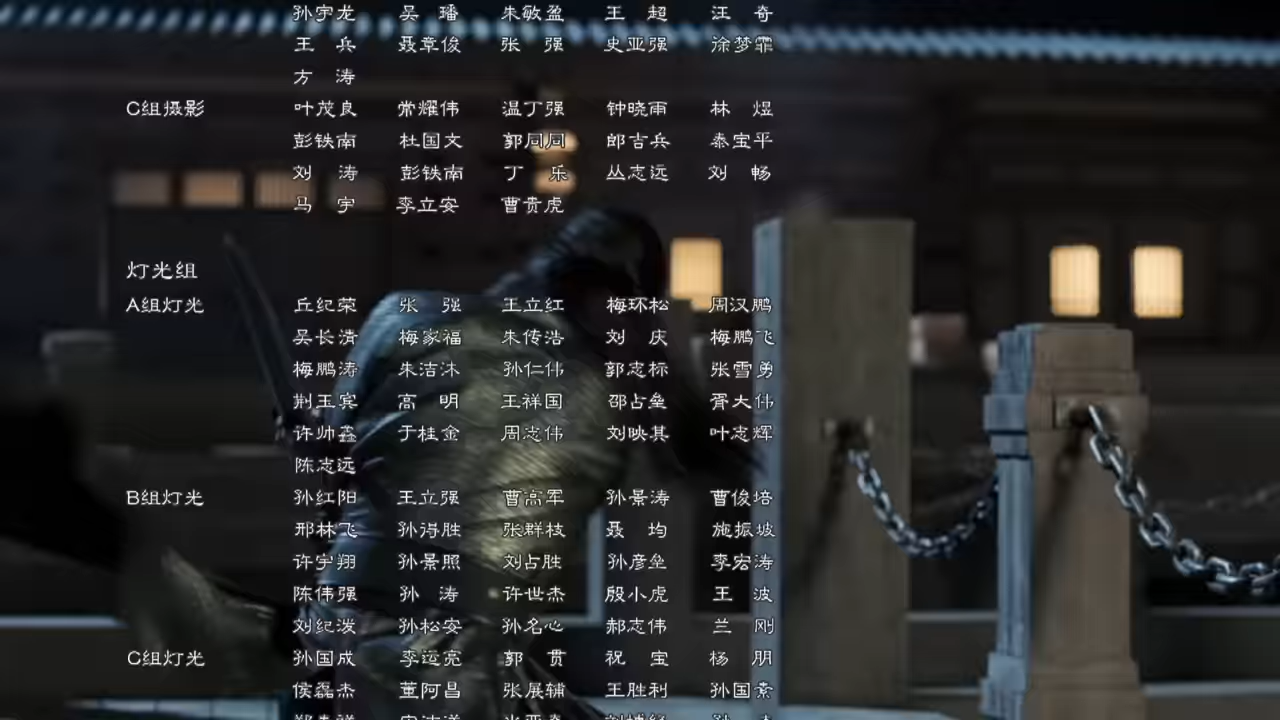 孙宇龙 吴 璠 朱敏盈 王 超 汪 奇
王 兵 聂章俊 张 强 史亚强 涂梦霏
方 涛
C组摄影 叶茂良 常耀伟 温丁强 钟晓雨 林 煜
彭铁南 杜国文 郭同同 郎古兵 秦宝平
刘 涛 彭铁南 丁 乐 丛志远 刘 畅
马 宇 李立安 曹贵虎
灯光组
A组灯光 丘纪荣 张 强 王立红 梅环松 周汉鹏
吴长清 梅家福 朱传浩 刘 庆 梅鹏飞
梅鹏涛 朱洁沐 孙仁伟 郭志标 张雪勇
荆玉宾 高 明 王祥国 邵占垒 胥大伟
许帅鑫 于桂金 周志伟 刘映其 叶志辉
陈志远
B组灯光 孙红阳 王立强 曹高军 孙景涛 曹俊培
邢林飞 孙得胜 张群枝 聂 均 施振坡
许宇翔 孙景照 刘占胜 孙彦垒 李宏涛
陈伟强 孙 涛 许世杰 殷小虎 王 波
刘纪泼 孙松安 孙名心 郝志伟 兰 刚
C组灯光 孙国成 李运亮 郭 贯 祝 宝 杨 朋
侯磊杰 董阿昌 张展辅 王胜利 孙国素